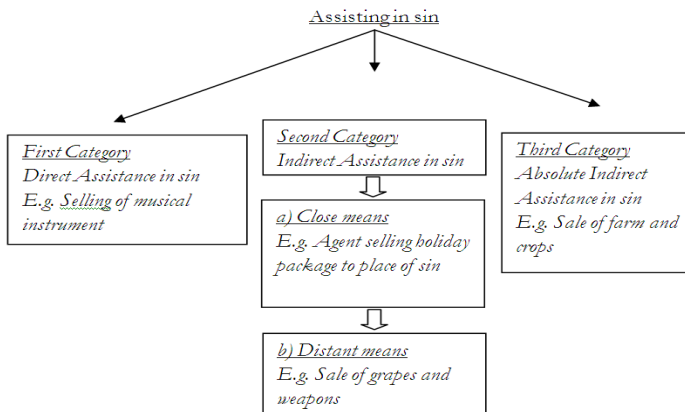 Assisting in sin
First Category
Direct Assistance in sin
E.g. Selling of musical
instrument
Second Category
Indirect Assistance in sin
a) Close means
E.g. Agent selling holiday
package to place of sin
b) Distant means
E.g. Sale of grapes and
weapons
Third Category
Absolute Indirect
Assistance in sin
E.g. Sale of farm and
crops